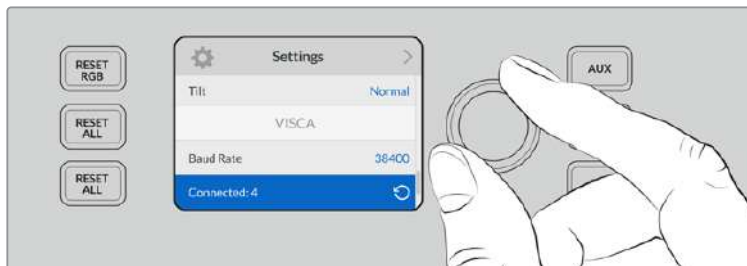 RESET
RGB
RESET
ALL
RESET
ALL
Settings
Tilt Normal
VISCA
Baud Rate 38400
Connected: 4
AUX